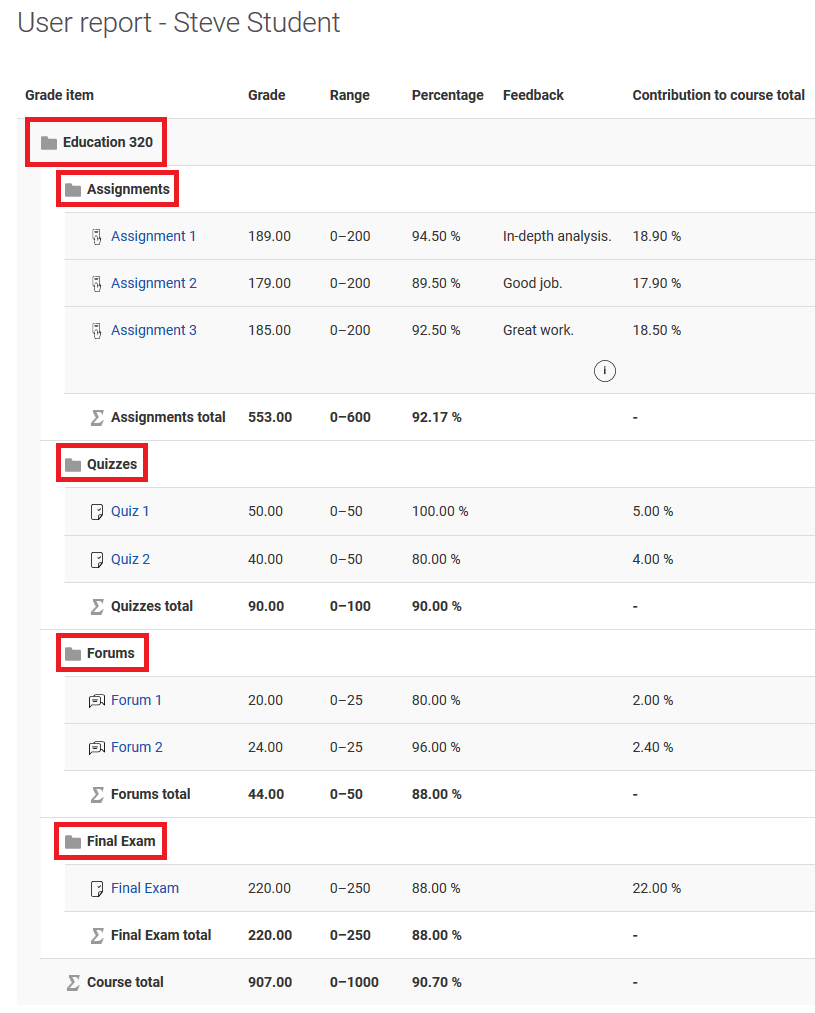 User report - Steve Student
Grade item Grade Range Percentage Feedback Contribution to course total
Education 320
Assignments
Assignment 1 189.00 0–200 94.50 % In-depth analysis. 18.90 %
Assignment 2 179.00 0–200 89.50 % Good job. 17.90 %
Assignment 3 185.00 0–200 92.50 % Great work. 18.50 %
i
Σ Assignments total 553.00 0–600 92.17 % -
Quizzes
Quiz 1 50.00 0–50 100.00 % 5.00 %
Quiz 2 40.00 0–50 80.00 % 4.00 %
Σ Quizzes total 90.00 0–100 90.00 % -
Forums
Forum 1 20.00 0–25 80.00 % 2.00 %
Forum 2 24.00 0–25 96.00 % 2.40 %
Σ Forums total 44.00 0–50 88.00 % -
Final Exam
Final Exam 220.00 0–250 88.00 % 22.00 %
Σ Final Exam total 220.00 0–250 88.00 % -
Σ Course total 907.00 0–1000 90.70 % -